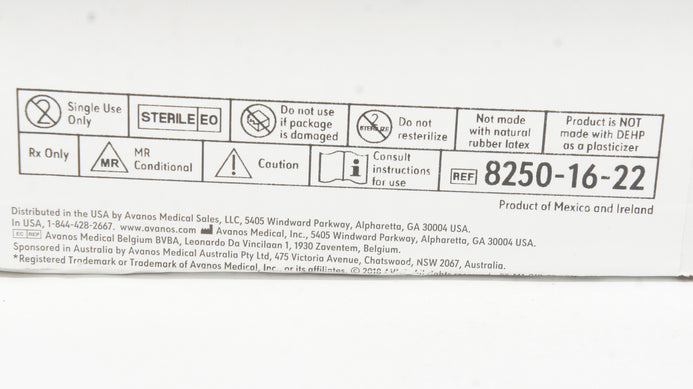 Single Use Only
STERILE EO
Do not use if package is damaged
2 STERILIZE
Do not resterilize
Not made with natural rubber latex
Product is NOT made with DEHP as a plasticizer
Rx Only
MR
MR Conditional
Caution
Consult instructions for use
REF 8250-16-22
Product of Mexico and Ireland
Distributed in the USA by Avanos Medical Sales, LLC, 5405 Windward Parkway, Alpharetta, GA 30004 USA.
In USA, 1-844-428-2667. www.avanos.com Avanos Medical, Inc., 5405 Windward Parkway, Alpharetta, GA 30004 USA.
EC REP Avanos Medical Belgium BVBA, Leonardo Da Vincilaan 1, 1930 Zaventem, Belgium.
Sponsored in Australia by Avanos Medical Australia Pty Ltd, 475 Victoria Avenue, Chatswood, NSW 2067, Australia.
*Registered Trademark or Trademark of Avanos Medical, Inc., or its affiliates. ©